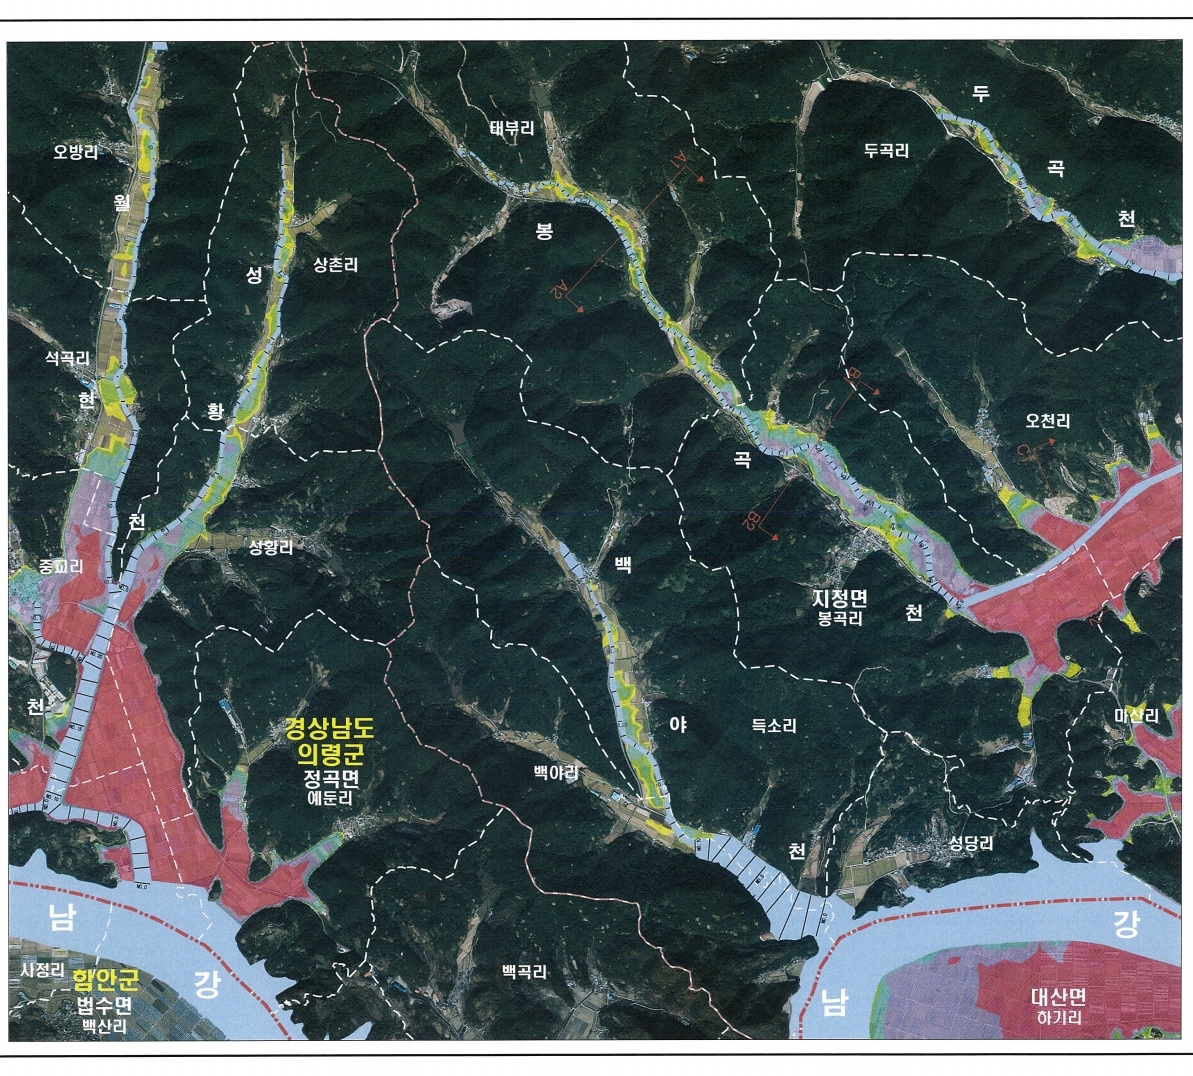 두
오방리
태부리
두곡리
곡
월
천
봉
성
상촌리
A1
A2
석곡리
현
황
B1
오천리
곡
C
천
B2
성황리
중교리
백
지정면
봉곡리
천
천
경상남도
의령군
정곡면
예둔리
야
득소리
마산리
백야리
천
성당리
남
강
강
시정리
함안군
법수면
백산리
백곡리
남
대산면
하기리
NO.0
NO.0